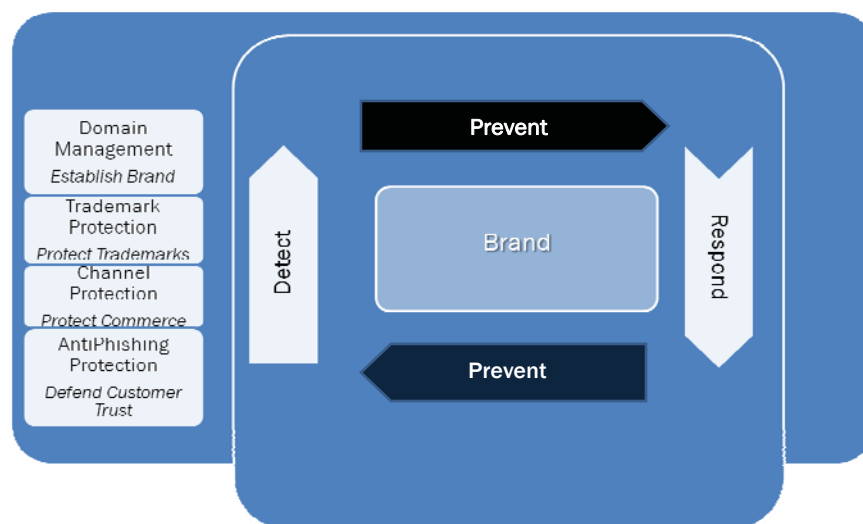 Domain
Management
Establish Brand
Trademark
Protection
Protect Trademarks
Channel
Protection
Protect Commerce
AntiPhishing
Protection
Defend Customer
Trust
Detect
Prevent
Brand
Prevent
Respond